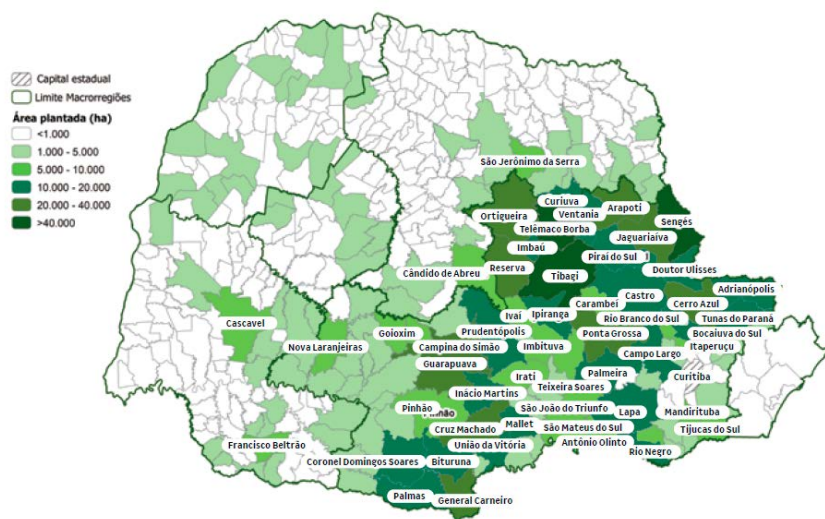 Capital estadual
Limite Macrorregiões
Área plantada (ha)
<1.000
1.000 - 5.000
5.000 - 10.000
10.000 - 20.000
20.000 - 40.000
>40.000
São Jerônimo da Serra
Curiuva
Ventania
Arapoti
Ortigueira
Sengés
Telêmaco Borba
Jaguariaíva
Imbaú
Piraí do Sul
Reserva
Cândido de Abreu
Tibagi
Doutor Ulisses
Adrianópolis
Castro
Carambeí
Cerro Azul
Ivaí
Ipiranga
Rio Branco do Sul
Tunas do Paraná
Cascavel
Goioxim
Prudentópolis
Ponta Grossa
Bocaiuva do Sul
Nova Laranjeiras
Campina do Simão
Imbituva
Itaperuçu
Campo Largo
Guarapuava
Irati
Palmeira
Curitiba
Teixeira Soares
Inácio Martins
Pinhão
Pinhão
São João do Triunfo
Lapa
Mandirituba
Cruz Machado
Mallet
São Mateus do Sul
Tijucas do Sul
Francisco Beltrão
União da Vitória
Antônio Olinto
Rio Negro
Coronel Domingos Soares
Bituruna
Palmas
General Carneiro